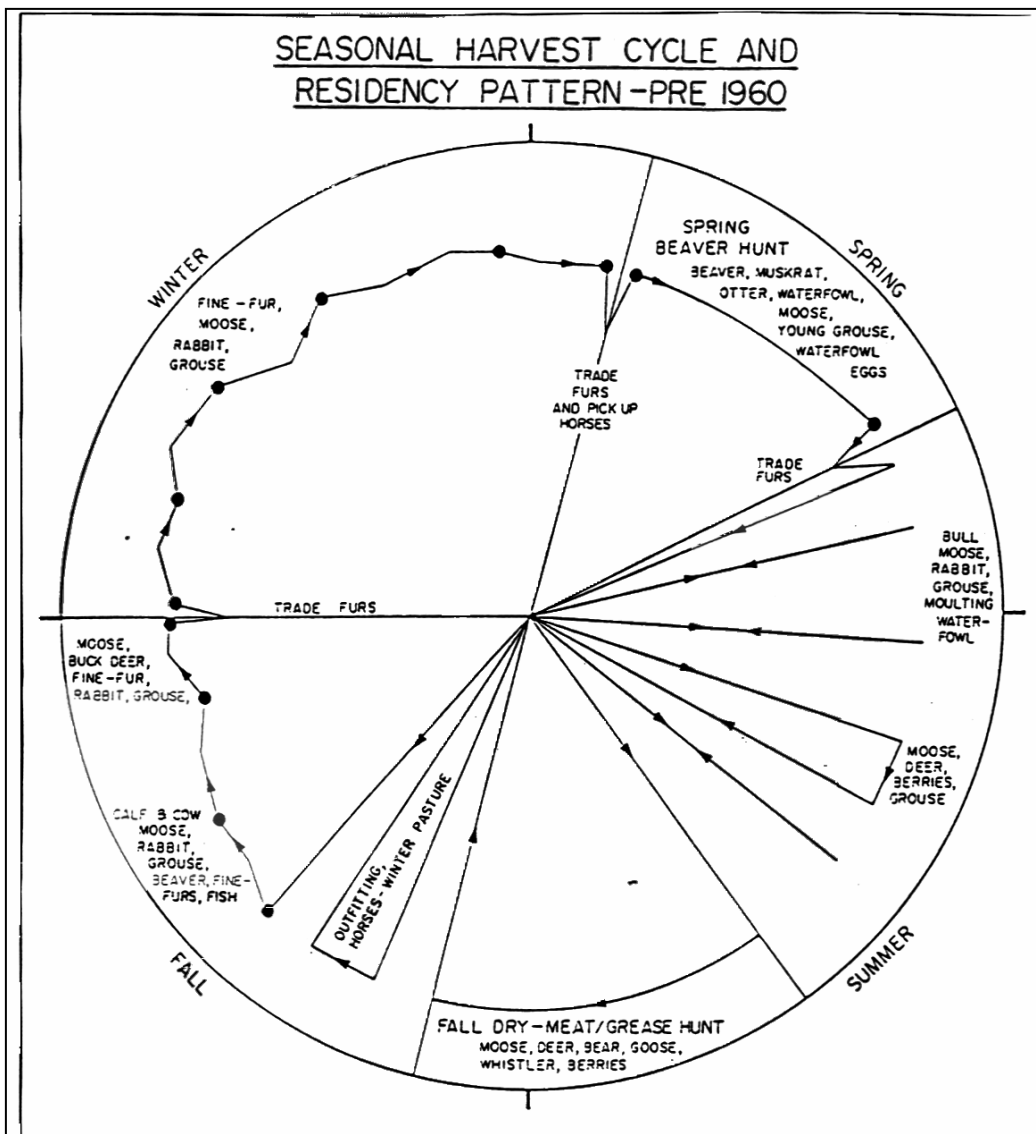 SEASONAL HARVEST CYCLE AND
RESIDENCY PATTERN-PRE 1960
WINTER
SPRING
SPRING
BEAVER HUNT
BEAVER, MUSKRAT,
OTTER, WATERFOWL,
MOOSE,
YOUNG GROUSE,
WATERFOWL
EGGS
FINE-FUR,
MOOSE,
RABBIT,
GROUSE
TRADE
FURS
AND PICK UP
HORSES
TRADE
FURS
BULL
MOOSE,
RABBIT,
GROUSE,
MOULTING
WATER-
FOWL
TRADE FURS
MOOSE,
BUCK DEER,
FINE-FUR,
RABBIT, GROUSE,
MOOSE,
DEER,
BERRIES,
GROUSE
CALF & COW
MOOSE,
RABBIT,
GROUSE,
BEAVER, FINE-
FURS, FISH
OUTFITTING,
HORSES-WINTER PASTURE
FALL
SUMMER
FALL DRY-MEAT/GREASE HUNT
MOOSE, DEER, BEAR, GOOSE,
WHISTLER, BERRIES